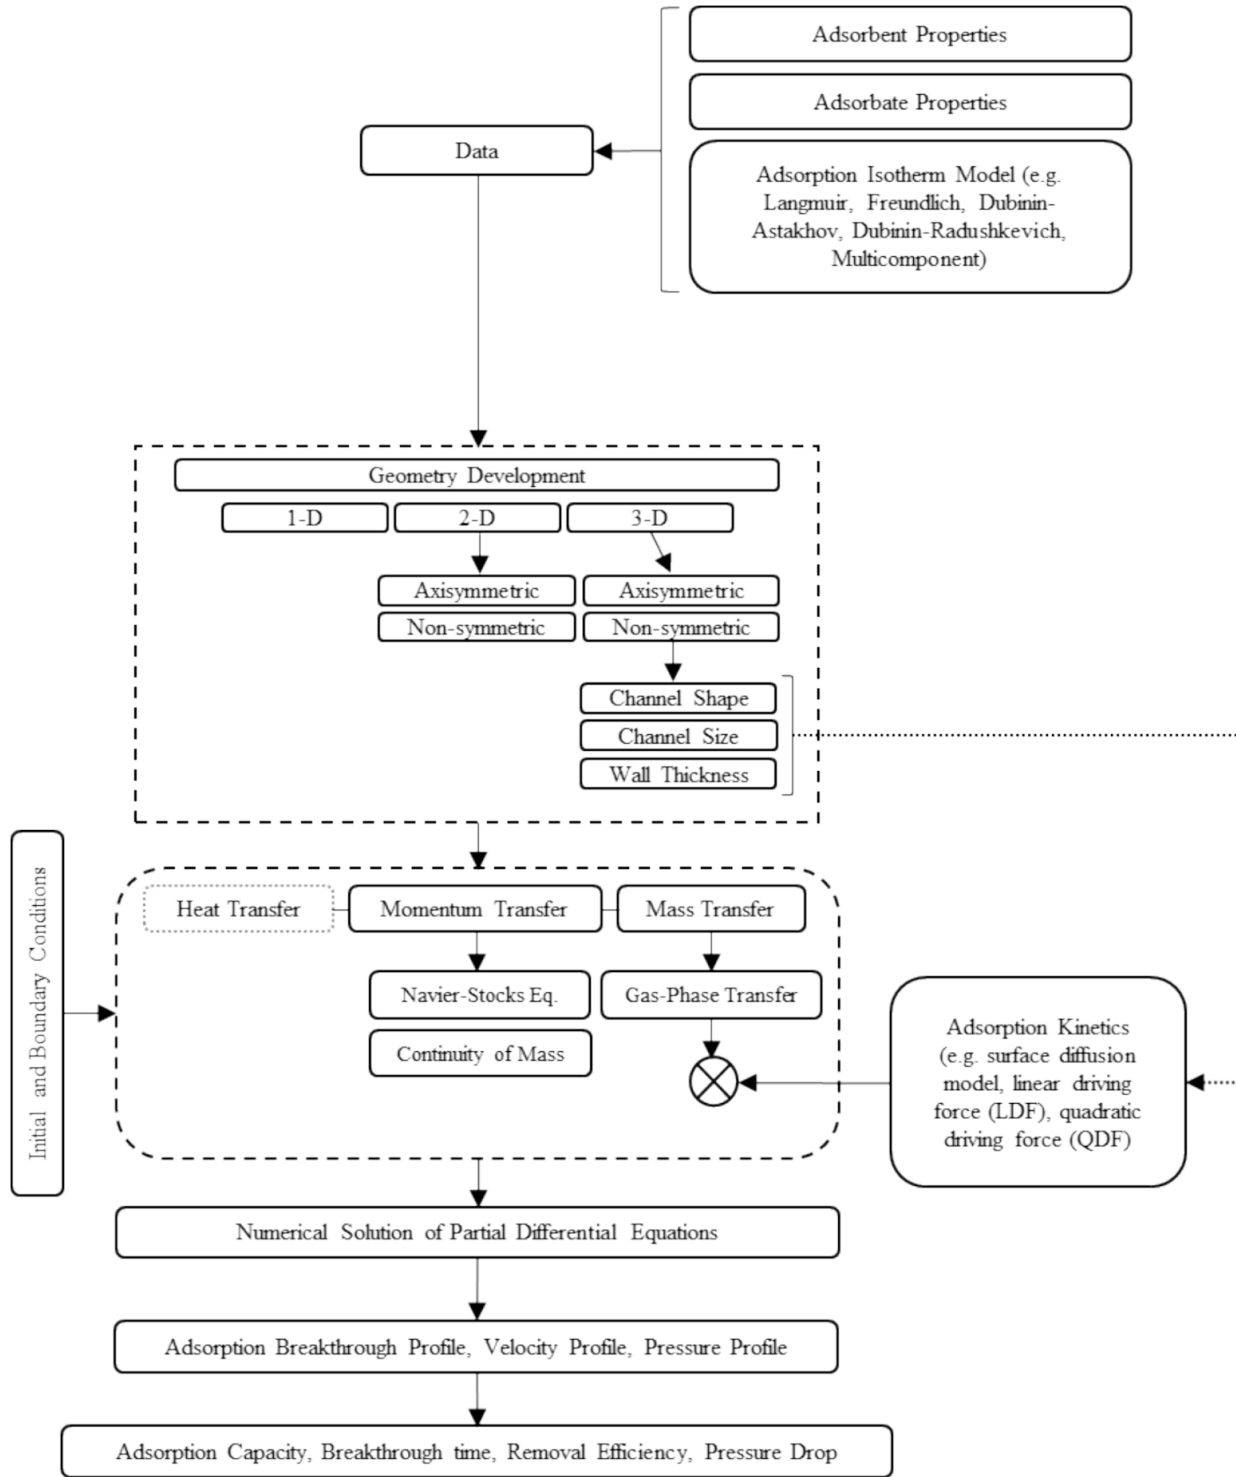 Adsorbent Properties
Adsorbate Properties
Data
Adsorption Isotherm Model (e.g.
Langmuir, Freundlich, Dubinin-
Astakhov, Dubinin-Radushkevich,
Multicomponent)
Geometry Development
1-D
2-D
3-D
Axisymmetric
Axisymmetric
Non-symmetric
Non-symmetric
Channel Shape
Channel Size
Wall Thickness
Initial and Boundary Conditions
Heat Transfer
Momentum Transfer
Mass Transfer
Navier-Stocks Eq.
Gas-Phase Transfer
Continuity of Mass
Adsorption Kinetics
(e.g. surface diffusion
model, linear driving
force (LDF), quadratic
driving force (QDF)
Numerical Solution of Partial Differential Equations
Adsorption Breakthrough Profile, Velocity Profile, Pressure Profile
Adsorption Capacity, Breakthrough time, Removal Efficiency, Pressure Drop